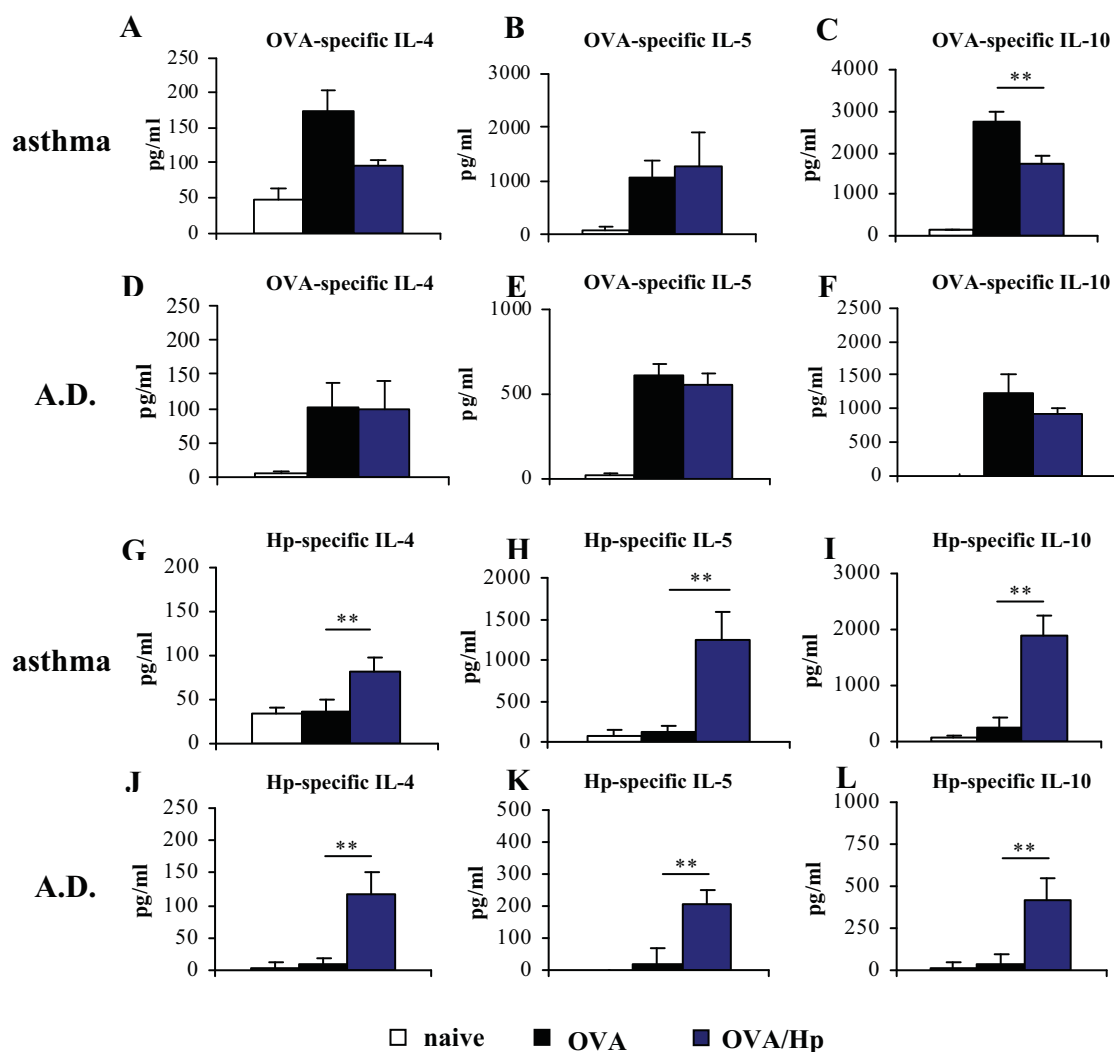 A
OVA-specific IL-4
B
OVA-specific IL-5
C
OVA-specific IL-10
asthma
pg/ml
250
200
150
100
50
0
pg/ml
3000
2000
1000
0
pg/ml
4000
3000
2000
1000
0
**
D
OVA-specific IL-4
E
OVA-specific IL-5
F
OVA-specific IL-10
A.D.
pg/ml
250
200
150
100
50
0
pg/ml
1000
500
0
pg/ml
2500
2000
1500
1000
500
0
G
Hp-specific IL-4
H
Hp-specific IL-5
I
Hp-specific IL-10
asthma
pg/ml
200
150
100
50
0
**
pg/ml
2000
1500
1000
500
0
**
pg/ml
3000
2000
1000
0
**
J
Hp-specific IL-4
K
Hp-specific IL-5
L
Hp-specific IL-10
A.D.
pg/ml
250
200
150
100
50
0
**
pg/ml
500
400
300
200
100
0
**
pg/ml
1000
750
500
250
0
**
naive OVA OVA/Hp